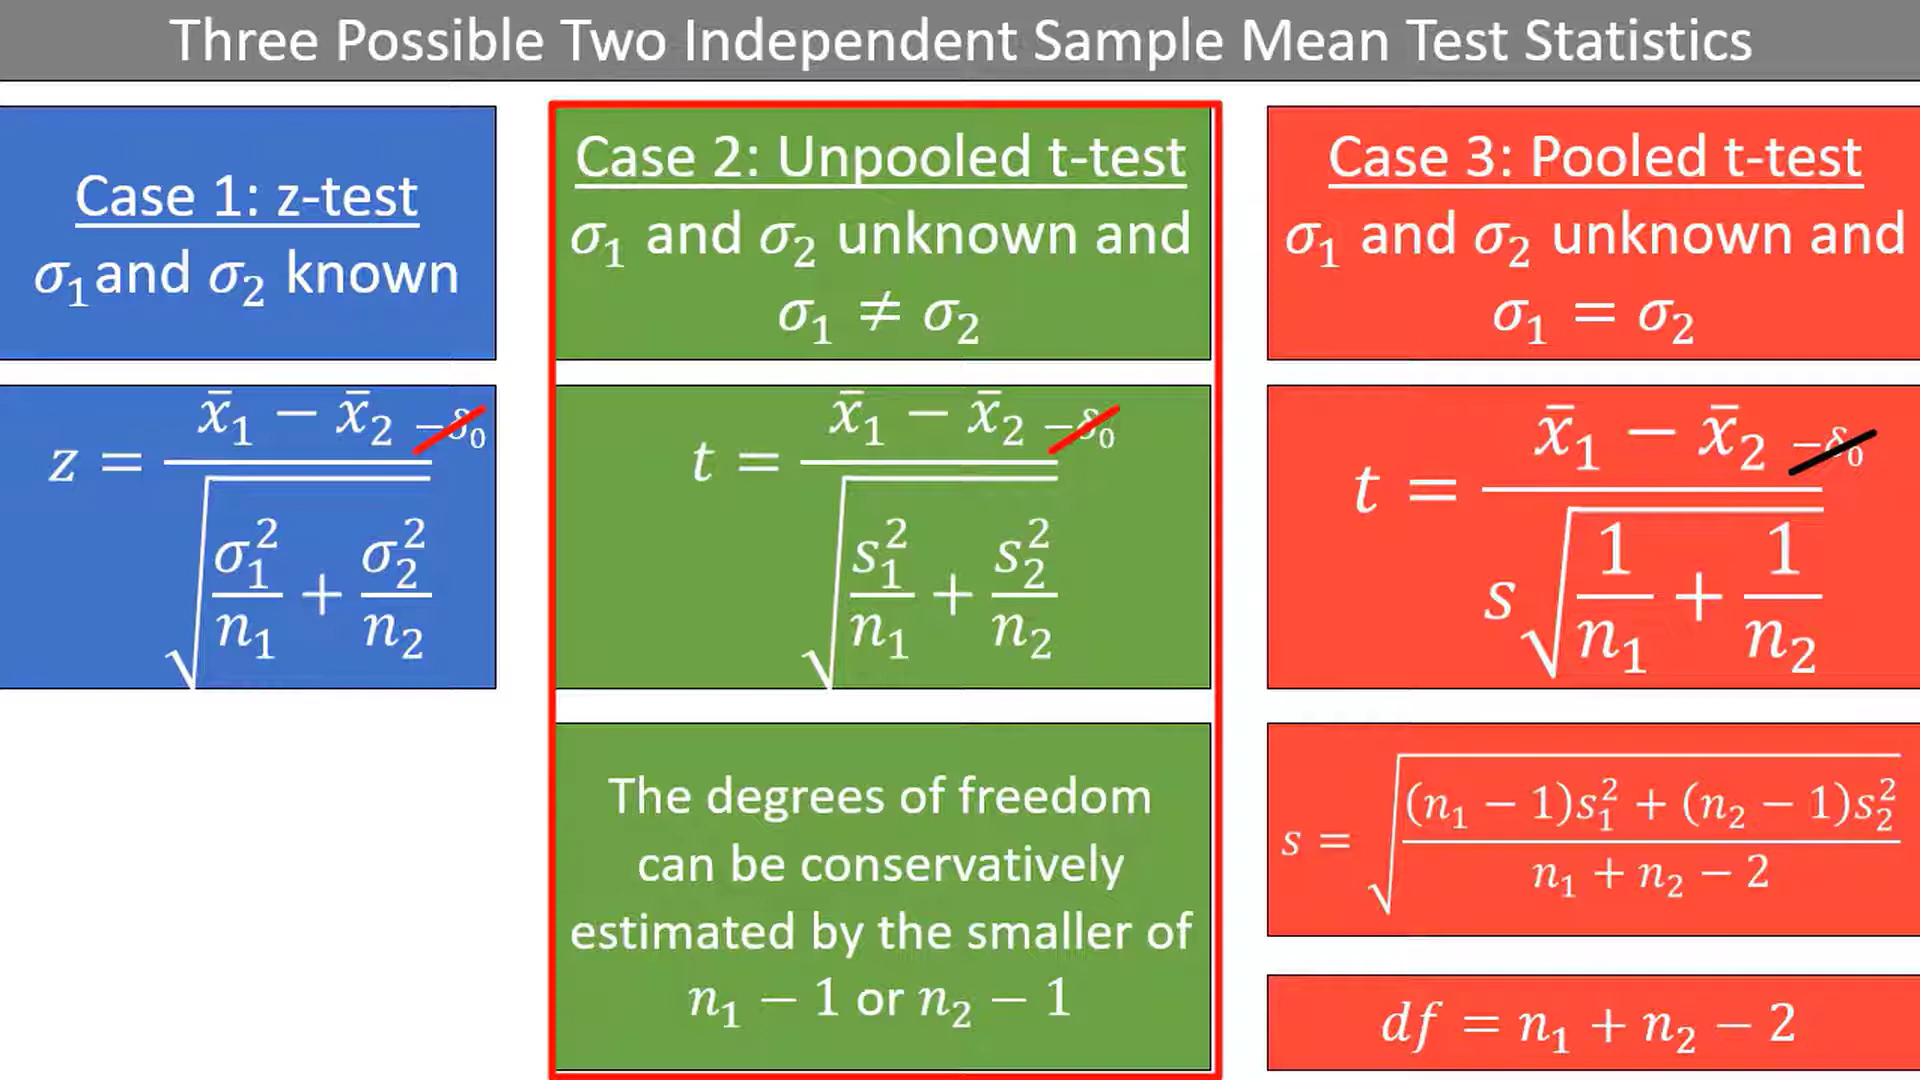 Three Possible Two Independent Sample Mean Test Statistics
Case 1: z-test
σ₁ and σ₂ known
z = (x̄₁ − x̄₂ −δ₀) / √(σ₁²/n₁ + σ₂²/n₂)
Case 2: Unpooled t-test
σ₁ and σ₂ unknown and
σ₁ ≠ σ₂
t = (x̄₁ − x̄₂ −δ₀) / √(s₁²/n₁ + s₂²/n₂)
The degrees of freedom
can be conservatively
estimated by the smaller of
n₁ − 1 or n₂ − 1
Case 3: Pooled t-test
σ₁ and σ₂ unknown and
σ₁ = σ₂
t = (x̄₁ − x̄₂ −δ₀) / (s√(1/n₁ + 1/n₂))
s = √(((n₁ − 1)s₁² + (n₂ − 1)s₂²) / (n₁ + n₂ − 2))
df = n₁ + n₂ − 2